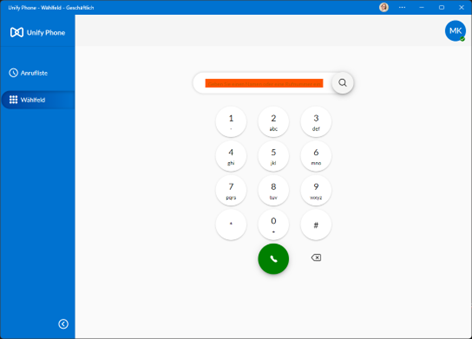 Unify Phone - Wählfeld - Geschäftlich
Unify Phone
MK
Anrufliste
Wählfeld
1
2
3
abc
def
4
5
6
ghi
jkl
mno
7
8
9
pqrs
tuv
wxyz
*
0
#
+